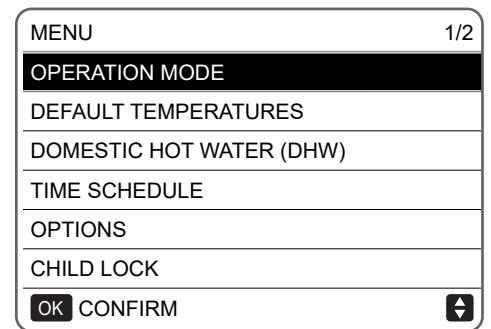 MENU 1/2
OPERATION MODE
DEFAULT TEMPERATURES
DOMESTIC HOT WATER (DHW)
TIME SCHEDULE
OPTIONS
CHILD LOCK
OK CONFIRM